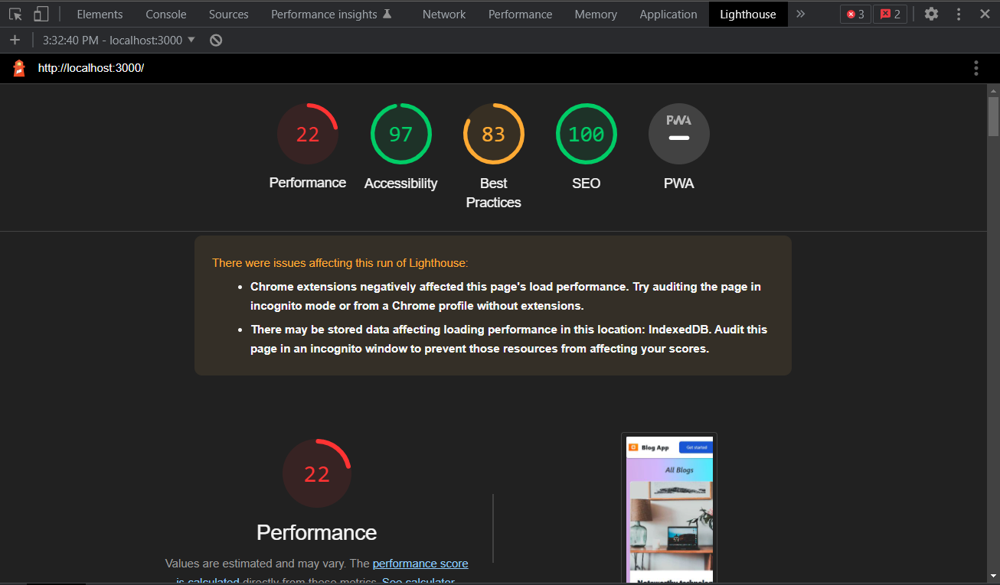 Elements Console Sources Performance insights Network Performance Memory Application Lighthouse » 3 2
3:32:40 PM - localhost:3000
http://localhost:3000/
22 97 83 100 PWA
Performance Accessibility Best Practices SEO PWA
There were issues affecting this run of Lighthouse:
• Chrome extensions negatively affected this page's load performance. Try auditing the page in
incognito mode or from a Chrome profile without extensions.
• There may be stored data affecting loading performance in this location: IndexedDB. Audit this
page in an incognito window to prevent those resources from affecting your scores.
22
Performance
Values are estimated and may vary. The performance score
is calculated directly from these metrics. See calculator.
Blog App Get started
All Blogs
Noteworthy technolo